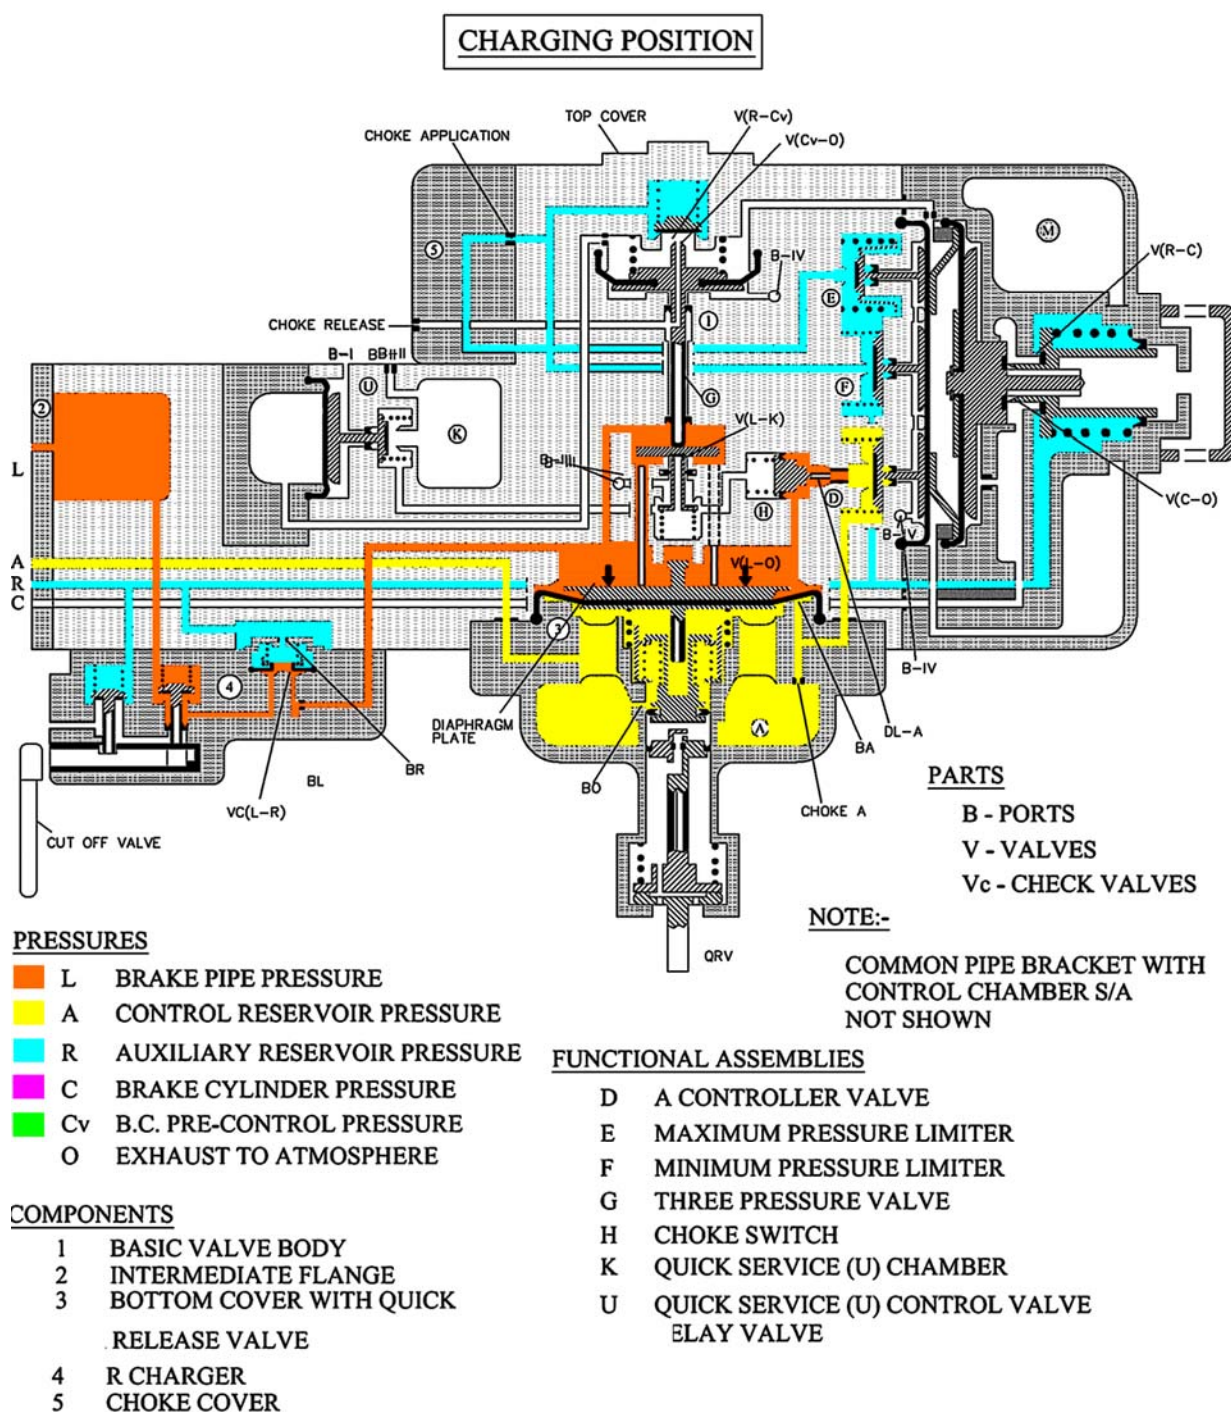 CHARGING POSITION
TOP COVER
V(R-Cv)
V(Cv-O)
CHOKE APPLICATION
5
M
V(R-C)
B-IV
E
1
CHOKE RELEASE
B-I
U
2
F
G
K
V(L-K)
L
D
H
V(C-O)
B-IV
V(L-O)
A
R
C
3
B-IV
4
DIAPHRAGM
PLATE
A
DL-A
BA
BR
BO
BL
VC(L-R)
CHOKE A
CUT OFF VALVE
QRV
PARTS
B - PORTS
V - VALVES
Vc - CHECK VALVES
NOTE:-
COMMON PIPE BRACKET WITH
CONTROL CHAMBER S/A
NOT SHOWN
PRESSURES
L BRAKE PIPE PRESSURE
A CONTROL RESERVOIR PRESSURE
R AUXILIARY RESERVOIR PRESSURE
C BRAKE CYLINDER PRESSURE
Cv B.C. PRE-CONTROL PRESSURE
O EXHAUST TO ATMOSPHERE
FUNCTIONAL ASSEMBLIES
D A CONTROLLER VALVE
E MAXIMUM PRESSURE LIMITER
F MINIMUM PRESSURE LIMITER
G THREE PRESSURE VALVE
H CHOKE SWITCH
K QUICK SERVICE (U) CHAMBER
U QUICK SERVICE (U) CONTROL VALVE
ELAY VALVE
COMPONENTS
1 BASIC VALVE BODY
2 INTERMEDIATE FLANGE
3 BOTTOM COVER WITH QUICK
. RELEASE VALVE
4 R CHARGER
5 CHOKE COVER